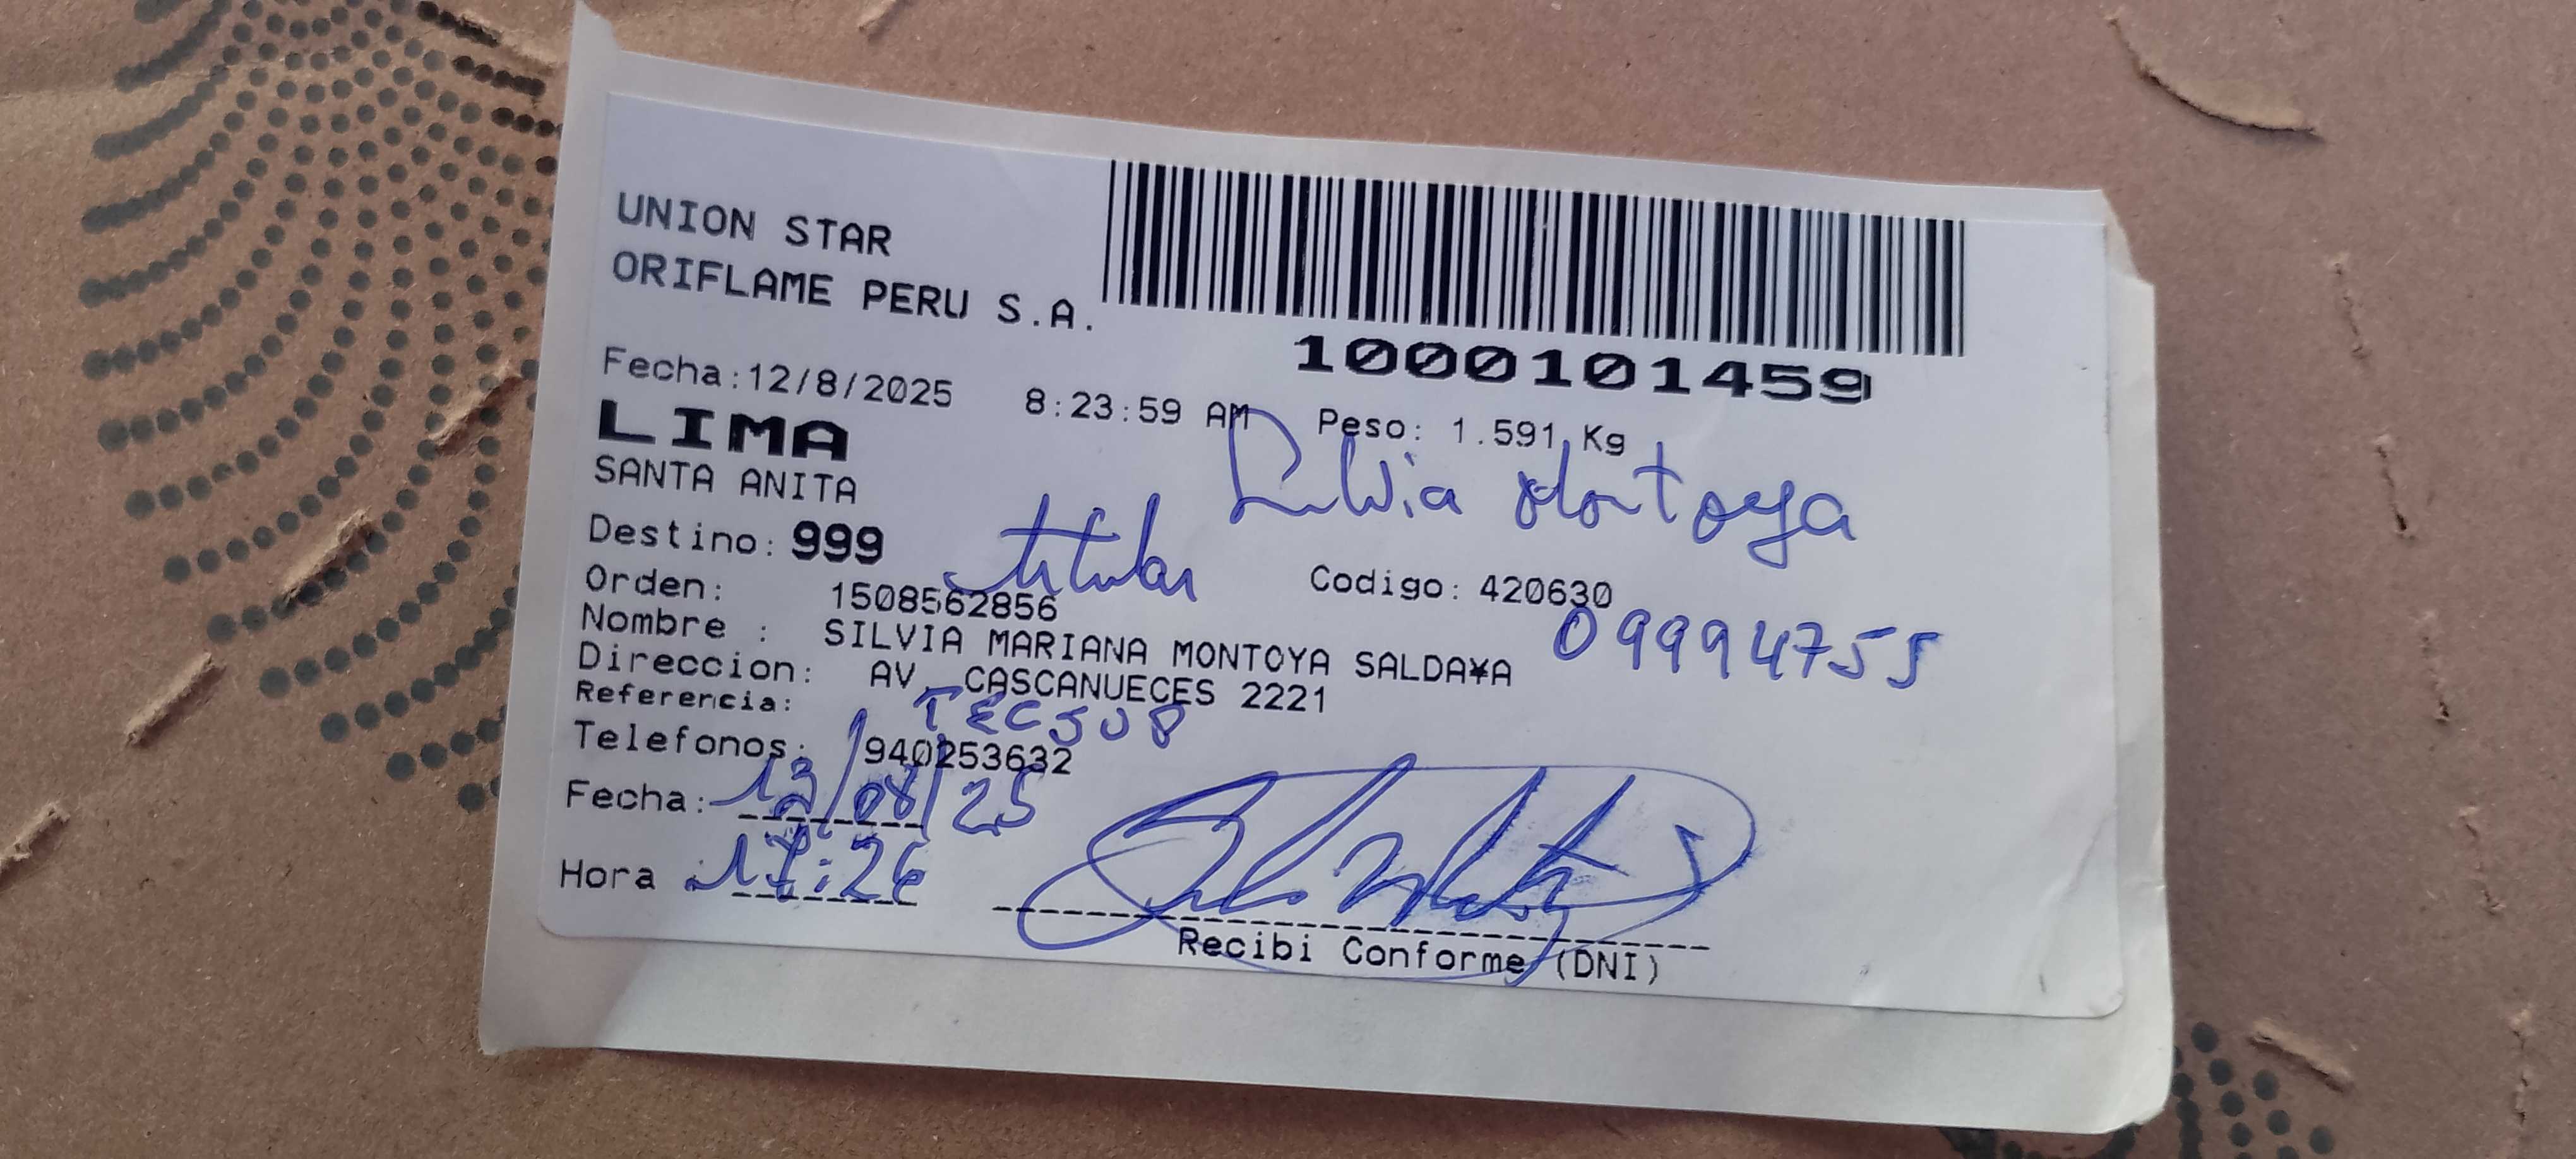 UNION STAR
ORIFLAME PERU S.A.
1000101459
Fecha:12/8/2025 8:23:59 AM Peso: 1.591 Kg
LIMA
SANTA ANITA
Silvia Montoya
Destino: 999
titular
Orden: 1508562856 Codigo: 420630
Nombre : SILVIA MARIANA MONTOYA SALDA¥A
09994755
Direccion: AV. CASCANUECES 2221
Referencia: TECSUP
Telefonos: 940253632
Fecha: 12/08/25
Hora 17:26
Recibi Conforme (DNI)